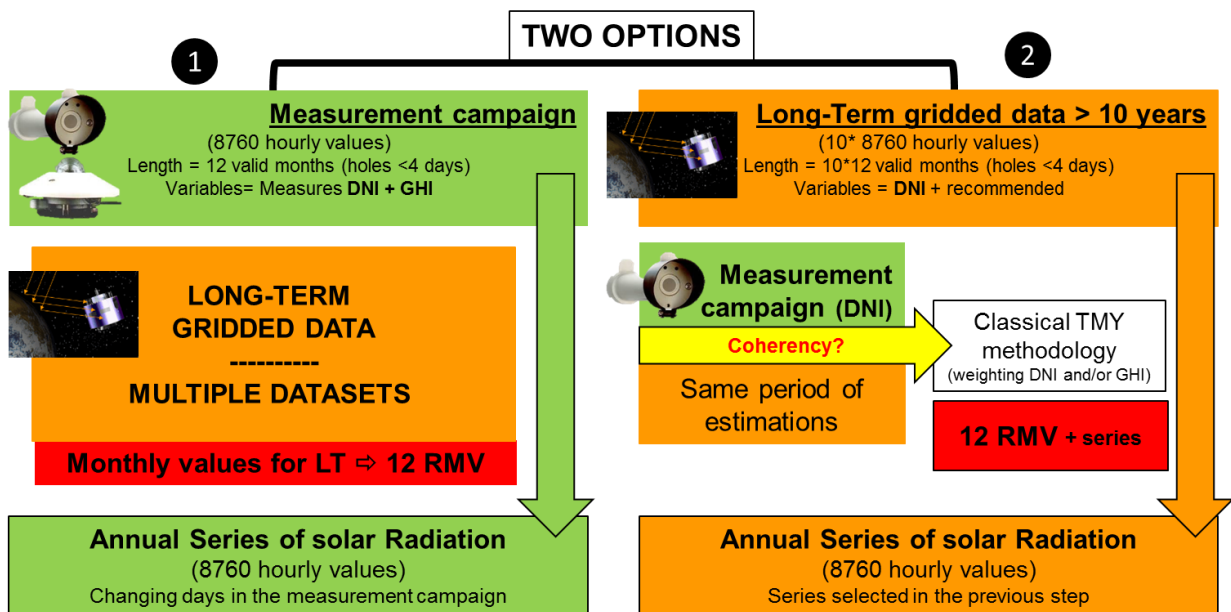 TWO OPTIONS
1
Measurement campaign
(8760 hourly values)
Length = 12 valid months (holes <4 days)
Variables= Measures DNI + GHI
LONG-TERM
GRIDDED DATA
----------
MULTIPLE DATASETS
Monthly values for LT ⇨ 12 RMV
Annual Series of solar Radiation
(8760 hourly values)
Changing days in the measurement campaign
2
Long-Term gridded data > 10 years
(10* 8760 hourly values)
Length = 10*12 valid months (holes <4 days)
Variables = DNI + recommended
Measurement
campaign (DNI)
Coherency?
Same period of
estimations
Classical TMY
methodology
(weighting DNI and/or GHI)
12 RMV + series
Annual Series of solar Radiation
(8760 hourly values)
Series selected in the previous step